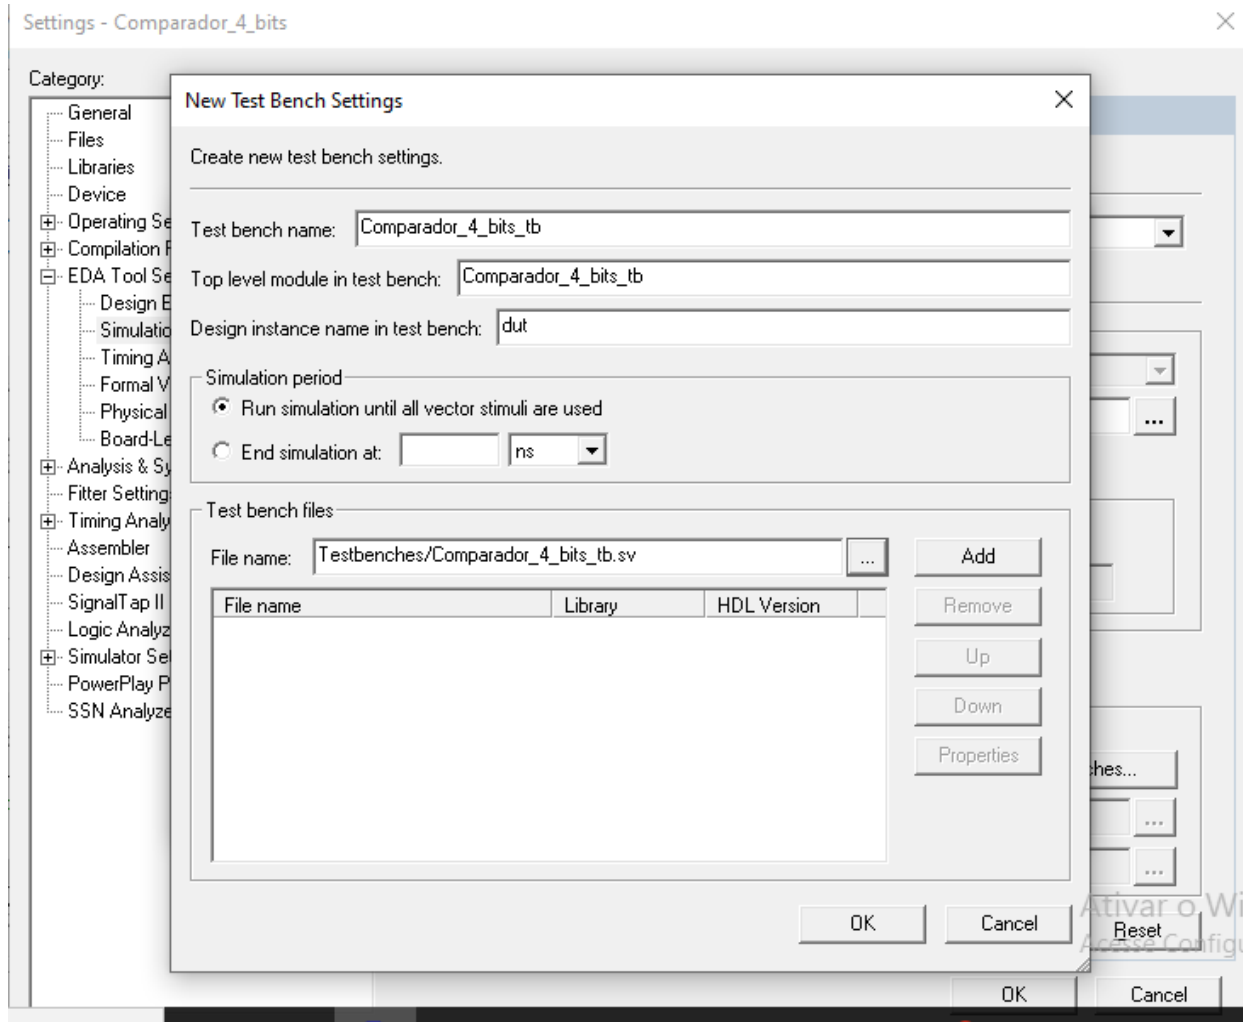 Settings - Comparador_4_bits
Category:
General
Files
Libraries
Device
Operating Se
Compilation
EDA Tool Se
Design E
Simulatio
Timing A
Formal V
Physical
Board-Le
Analysis & Sy
Fitter Setting
Timing Analy
Assembler
Design Assis
SignalTap II
Logic Analyz
Simulator Se
PowerPlay P
SSN Analyze
New Test Bench Settings
Create new test bench settings.
Test bench name: Comparador_4_bits_tb
Top level module in test bench: Comparador_4_bits_tb
Design instance name in test bench: dut
Simulation period
Run simulation until all vector stimuli are used
End simulation at: ns
Test bench files
File name: Testbenches/Comparador_4_bits_tb.sv ... Add
File name Library HDL Version
Remove
Up
Down
Properties
OK Cancel
...
hes...
...
...
Ativar o Wi
Reset
Acesse Configu
OK Cancel